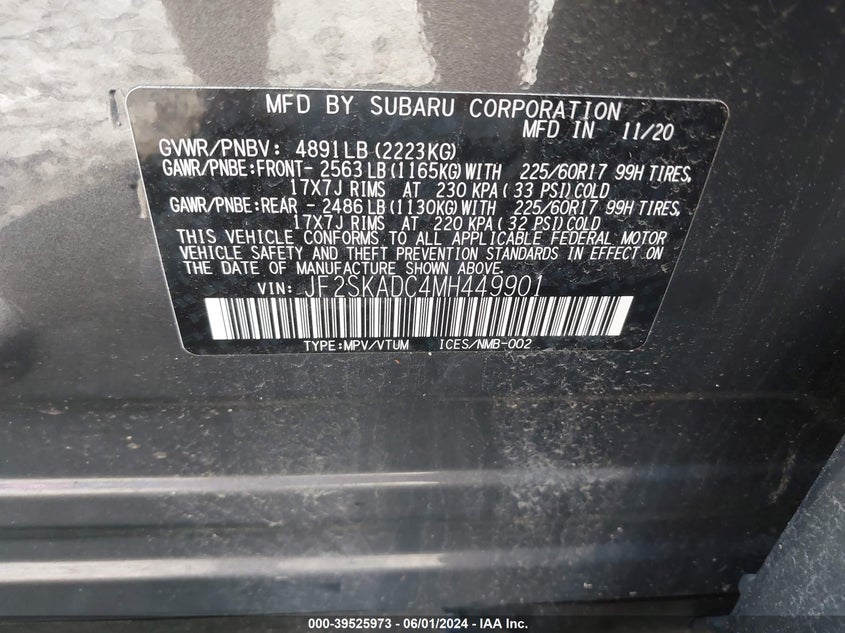 MFD BY SUBARU CORPORATION
MFD IN 11/20
GVWR/PNBV: 4891LB (2223KG)
GAWR/PNBE:FRONT- 2563LB (1165KG)WITH 225/60R17 99H TIRES,
17X7J RIMS AT 230 KPA ( 33 PSI)COLD
GAWR/PNBE:REAR - 2486LB (1130KG)WITH 225/60R17 99H TIRES,
17X7J RIMS AT 220 KPA ( 32 PSI)COLD
THIS VEHICLE CONFORMS TO ALL APPLICABLE FEDERAL MOTOR
VEHICLE SAFETY AND THEFT PREVENTION STANDARDS IN EFFECT ON
THE DATE OF MANUFACTURE SHOWN ABOVE.
VIN: JF2SKADC4MH449901
TYPE:MPV/VTUM ICES/NMB-002
000-39525973 - 06/01/2024 - IAA Inc.